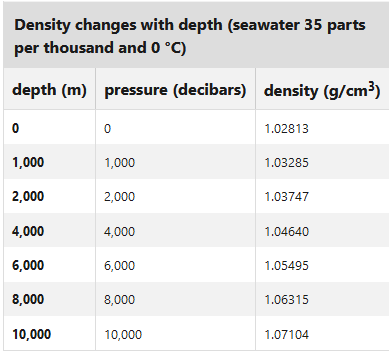 Density changes with depth (seawater 35 parts
per thousand and 0 °C)
depth (m) pressure (decibars) density (g/cm³)
0 0 1.02813
1,000 1,000 1.03285
2,000 2,000 1.03747
4,000 4,000 1.04640
6,000 6,000 1.05495
8,000 8,000 1.06315
10,000 10,000 1.07104